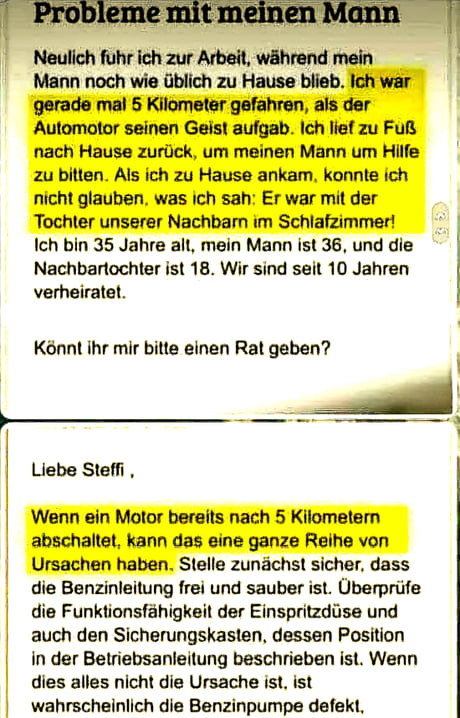 Probleme mit meinen Mann
Neulich fuhr ich zur Arbeit, während mein
Mann noch wie üblich zu Hause blieb. Ich war
gerade mal 5 Kilometer gefahren, als der
Automotor seinen Geist aufgab. Ich lief zu Fuß
nach Hause zurück, um meinen Mann um Hilfe
zu bitten. Als ich zu Hause ankam, konnte ich
nicht glauben, was ich sah: Er war mit der
Tochter unserer Nachbarn im Schlafzimmer!
Ich bin 35 Jahre alt, mein Mann ist 36, und die
Nachbartochter ist 18. Wir sind seit 10 Jahren
verheiratet.
Könnt ihr mir bitte einen Rat geben?
Liebe Steffi ,
Wenn ein Motor bereits nach 5 Kilometern
abschaltet, kann das eine ganze Reihe von
Ursachen haben. Stelle zunächst sicher, dass
die Benzinleitung frei und sauber ist. Überprüfe
die Funktionsfähigkeit der Einspritzdüse und
auch den Sicherungskasten, dessen Position
in der Betriebsanleitung beschrieben ist. Wenn
dies alles nicht die Ursache ist, ist
wahrscheinlich die Benzinpumpe defekt,